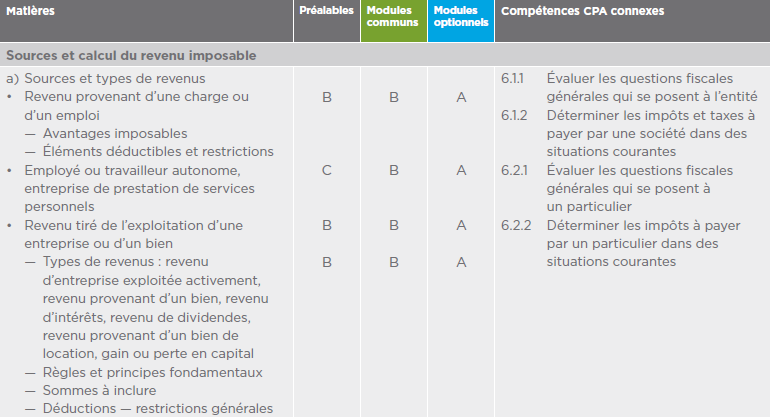 Matières
Préalables
Modules
communs
Modules
optionnels
Compétences CPA connexes
Sources et calcul du revenu imposable
a) Sources et types de revenus
• Revenu provenant d’une charge ou
d’un emploi
B B A
— Avantages imposables
— Éléments déductibles et restrictions
• Employé ou travailleur autonome,
entreprise de prestation de services
personnels
C B A
• Revenu tiré de l’exploitation d’une
entreprise ou d’un bien
B B A
— Types de revenus : revenu
d’entreprise exploitée activement,
revenu provenant d’un bien, revenu
d’intérêts, revenu de dividendes,
revenu provenant d’un bien de
location, gain ou perte en capital
B B A
— Règles et principes fondamentaux
— Sommes à inclure
— Déductions — restrictions générales
6.1.1 Évaluer les questions fiscales
générales qui se posent à l’entité
6.1.2 Déterminer les impôts et taxes à
payer par une société dans des
situations courantes
6.2.1 Évaluer les questions fiscales
générales qui se posent à
un particulier
6.2.2 Déterminer les impôts à payer
par un particulier dans des
situations courantes